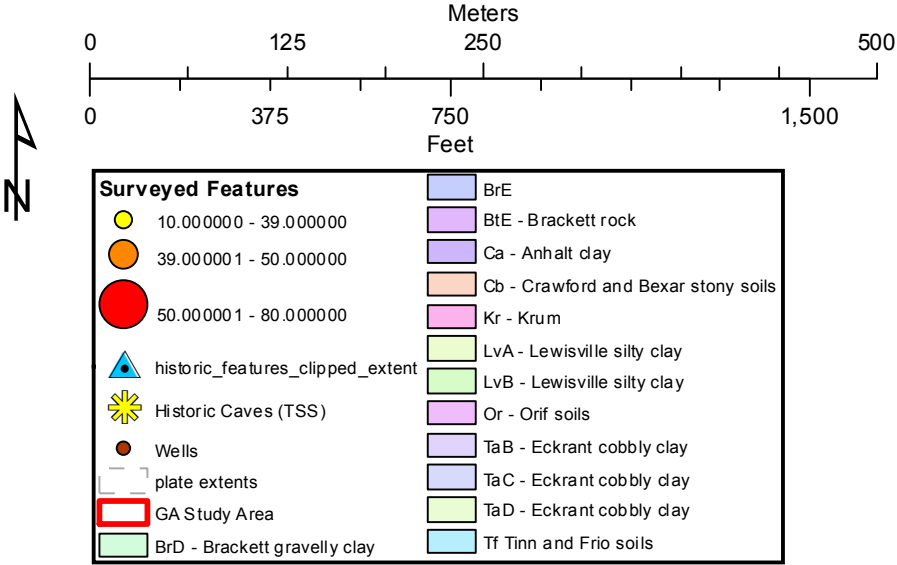 Meters
0 125 250 500
0 375 750 1,500
Feet
N
Surveyed Features
10.000000 - 39.000000
39.000001 - 50.000000
50.000001 - 80.000000
historic_features_clipped_extent
Historic Caves (TSS)
Wells
plate extents
GA Study Area
BrD - Brackett gravelly clay
BrE
BtE - Brackett rock
Ca - Anhalt clay
Cb - Crawford and Bexar stony soils
Kr - Krum
LvA - Lewisville silty clay
LvB - Lewisville silty clay
Or - Orif soils
TaB - Eckrant cobbly clay
TaC - Eckrant cobbly clay
TaD - Eckrant cobbly clay
Tf Tinn and Frio soils